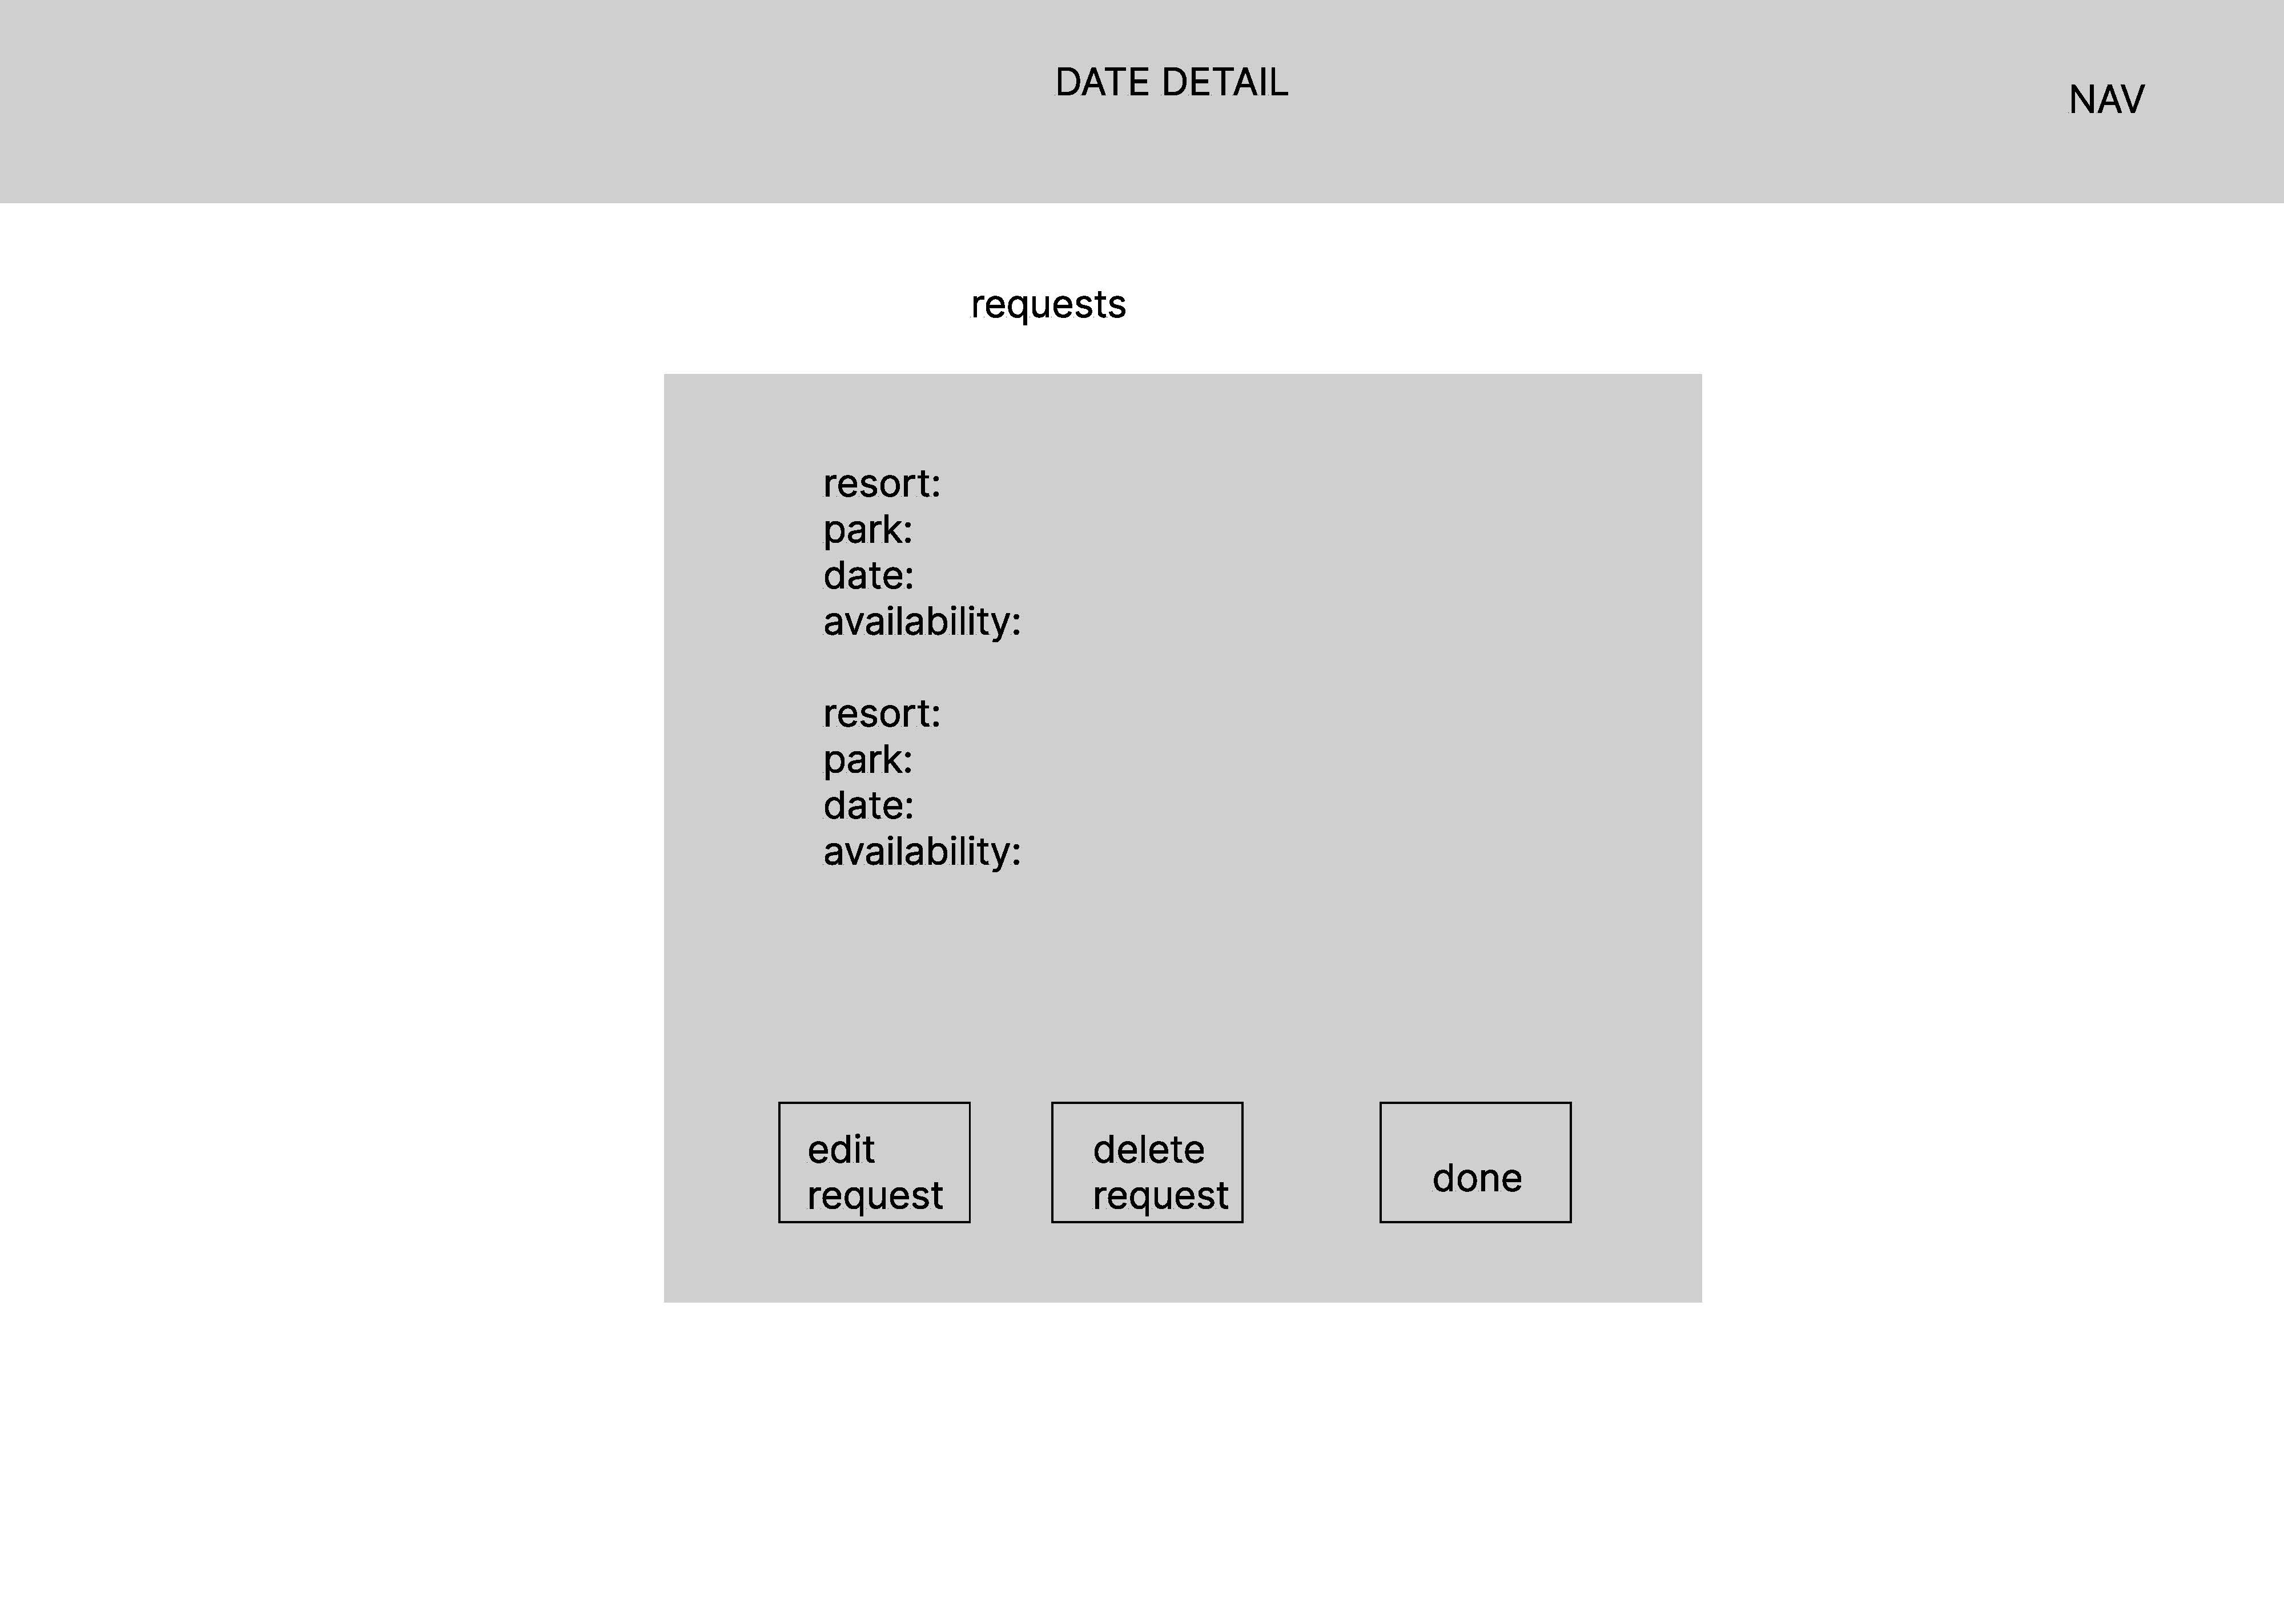 DATE DETAIL
NAV
requests
resort:
park:
date:
availability:
resort:
park:
date:
availability:
edit
request
delete
request
done